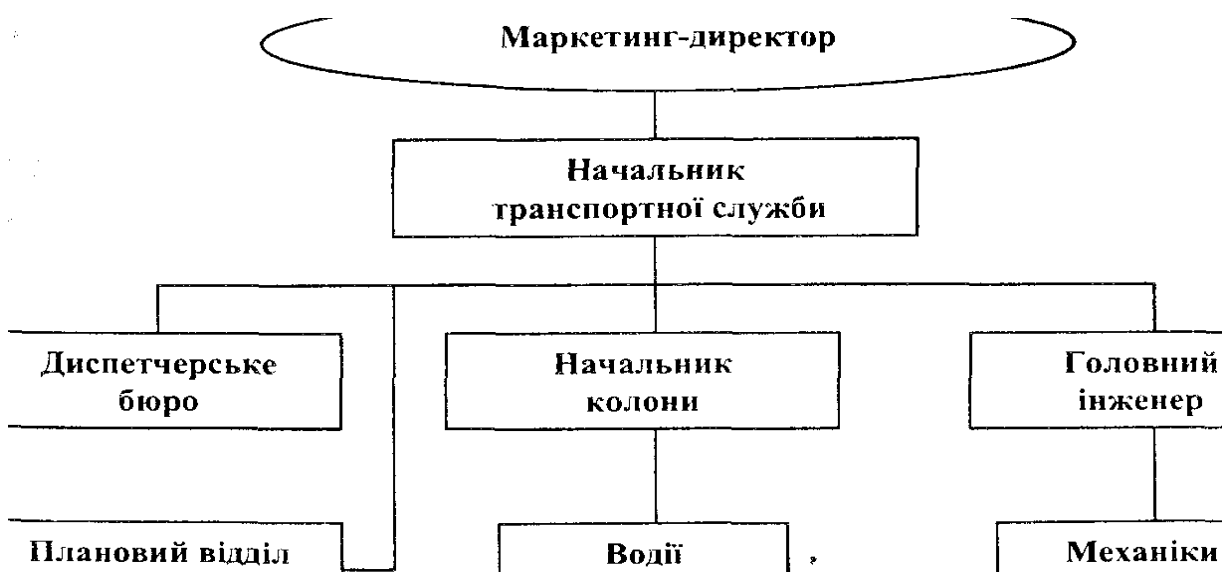 Маркетинг-директор
Начальник
транспортної служби
Диспетчерське
бюро
Начальник
колони
Головний
інженер
Плановий відділ
Водії
Механіки